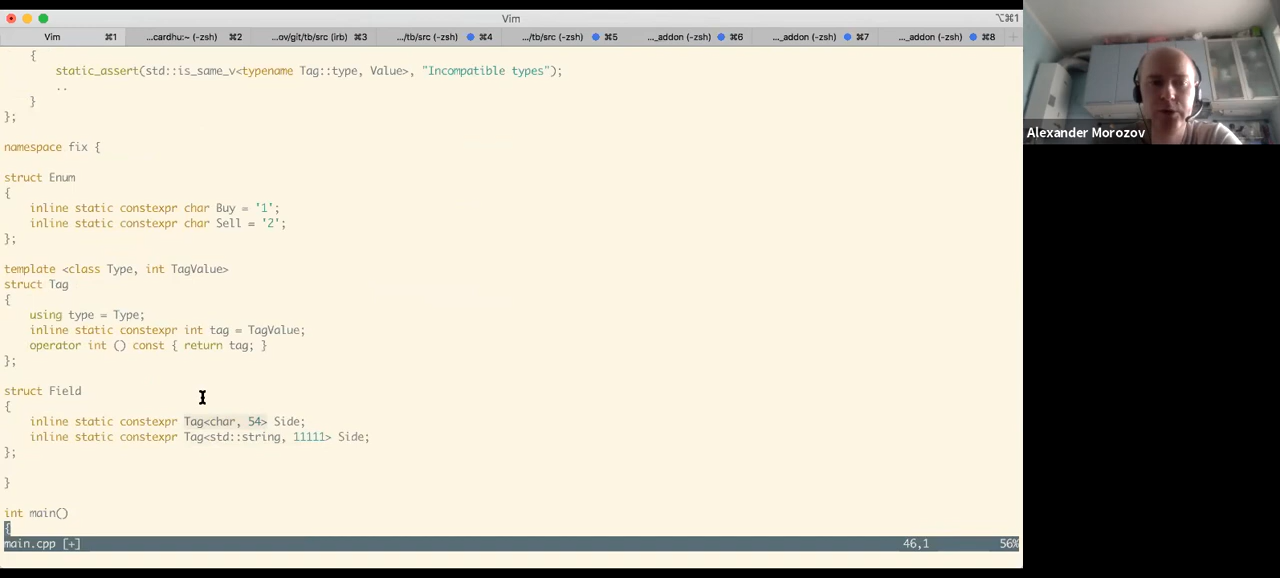 Vim
⌥⌘1
Vim ⌘1 ...cardhu:~ (-zsh) ⌘2 ...ov/git/tb/src (irb) ⌘3 .../tb/src (-zsh) ⌘4 .../tb/src (-zsh) ⌘5 ..._addon (-zsh) ⌘6 ..._addon (-zsh) ⌘7 ..._addon (-zsh) ⌘8
{
static_assert(std::is_same_v<typename Tag::type, Value>, "Incompatible types");
..
}
};
namespace fix {
struct Enum
{
inline static constexpr char Buy = '1';
inline static constexpr char Sell = '2';
};
template <class Type, int TagValue>
struct Tag
{
using type = Type;
inline static constexpr int tag = TagValue;
operator int () const { return tag; }
};
struct Field
{
inline static constexpr Tag<char, 54> Side;
inline static constexpr Tag<std::string, 11111> Side;
};
}
int main()
{
main.cpp [+] 46,1 56%
Alexander Morozov